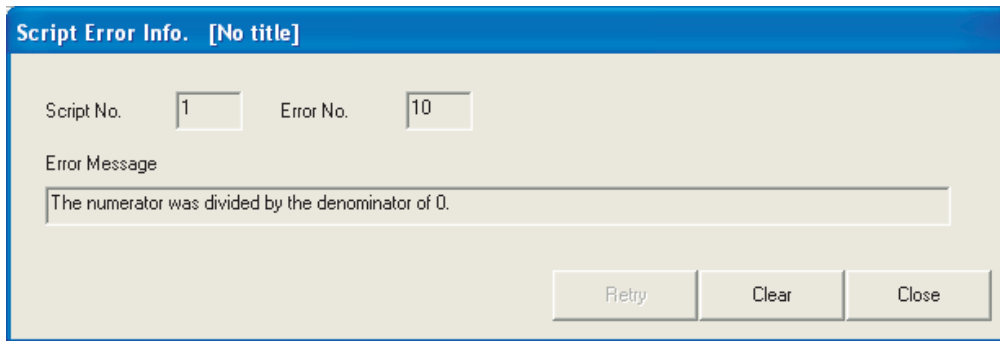 Script Error Info. [No title]
Script No. 1 Error No. 10
Error Message
The numerator was divided by the denominator of 0.
Retry Clear Close